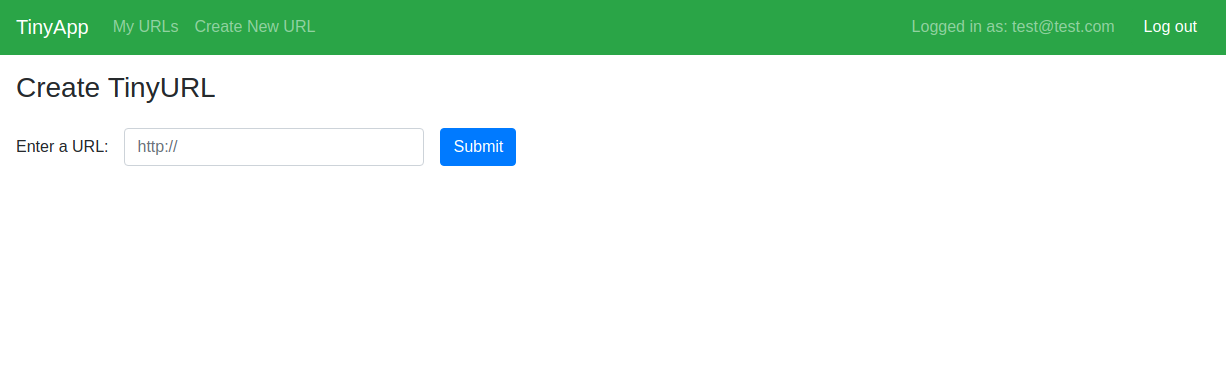 TinyApp My URLs Create New URL Logged in as: test@test.com Log out
Create TinyURL
Enter a URL: http:// Submit